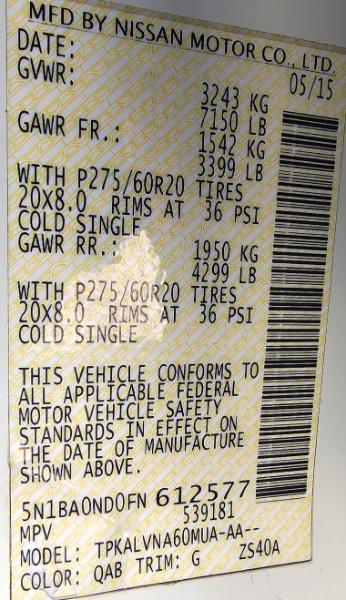 MFD BY NISSAN MOTOR CO., LTD.
DATE: 05/15
GVWR: 3243 KG
7150 LB
GAWR FR.: 1542 KG
3399 LB
WITH P275/60R20 TIRES
20X8.0 RIMS AT 36 PSI
COLD SINGLE
GAWR RR.: 1950 KG
4299 LB
WITH P275/60R20 TIRES
20X8.0 RIMS AT 36 PSI
COLD SINGLE
THIS VEHICLE CONFORMS TO
ALL APPLICABLE FEDERAL
MOTOR VEHICLE SAFETY
STANDARDS IN EFFECT ON
THE DATE OF MANUFACTURE
SHOWN ABOVE.
5N1BA0ND0FN 612577
MPV 539181
MODEL: TPKALVNA60MUA-AA--
COLOR: QAB TRIM: G ZS40A